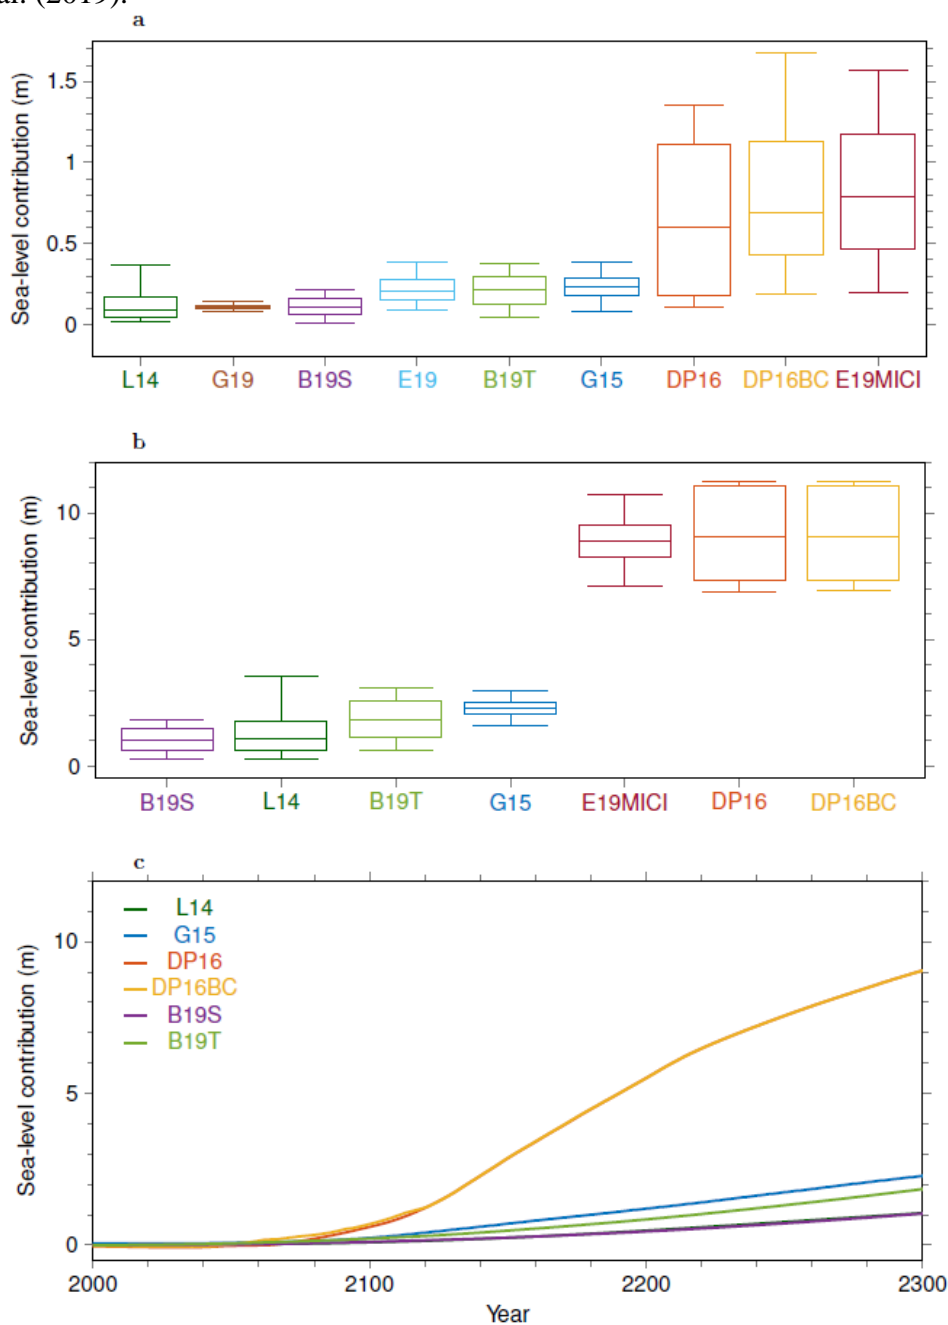 al. (2019).
a
Sea-level contribution (m)
1.5
1
0.5
0
L14 G19 B19S E19 B19T G15 DP16 DP16BC E19MICI
b
Sea-level contribution (m)
10
5
0
B19S L14 B19T G15 E19MICI DP16 DP16BC
c
Sea-level contribution (m)
L14
G15
DP16
DP16BC
B19S
B19T
10
5
0
2000 2100 2200 2300
Year